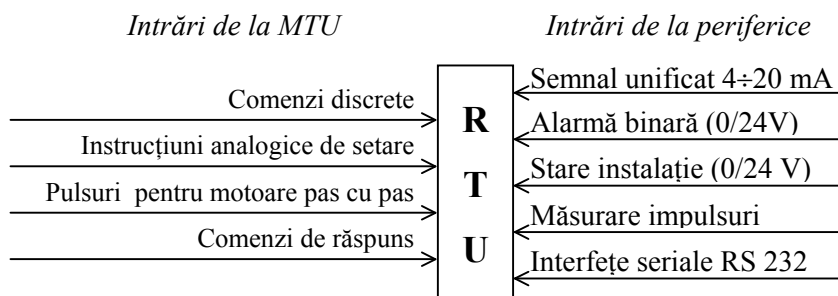 Intrări de la MTU
Intrări de la periferice
Comenzi discrete
Instrucțiuni analogice de setare
Pulsuri pentru motoare pas cu pas
Comenzi de răspuns
R
T
U
Semnal unificat 4÷20 mA
Alarmă binară (0/24V)
Stare instalație (0/24 V)
Măsurare impulsuri
Interfețe seriale RS 232